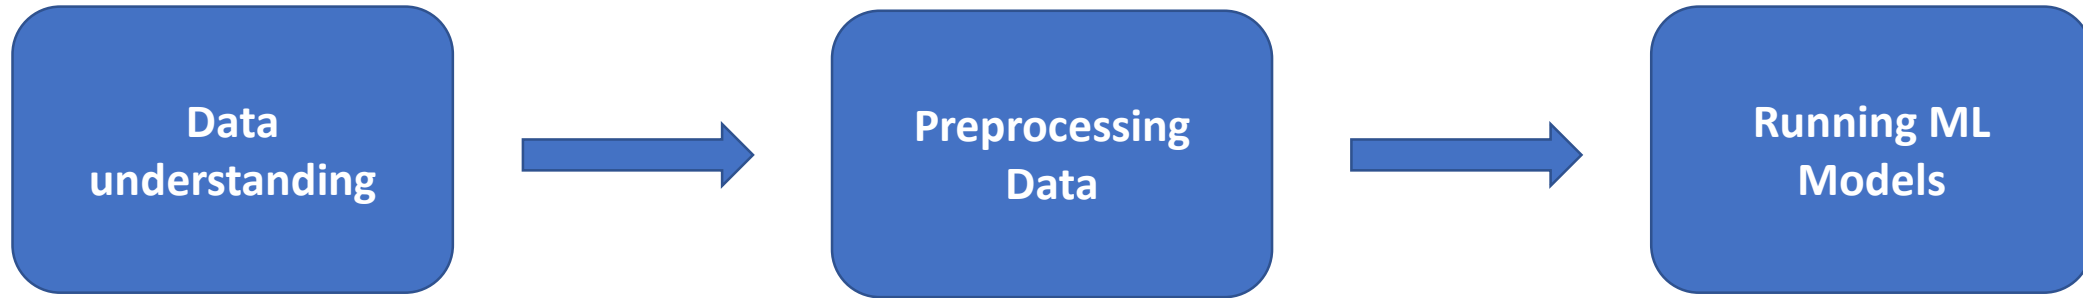 Data
understanding
Preprocessing
Data
Running ML
Models